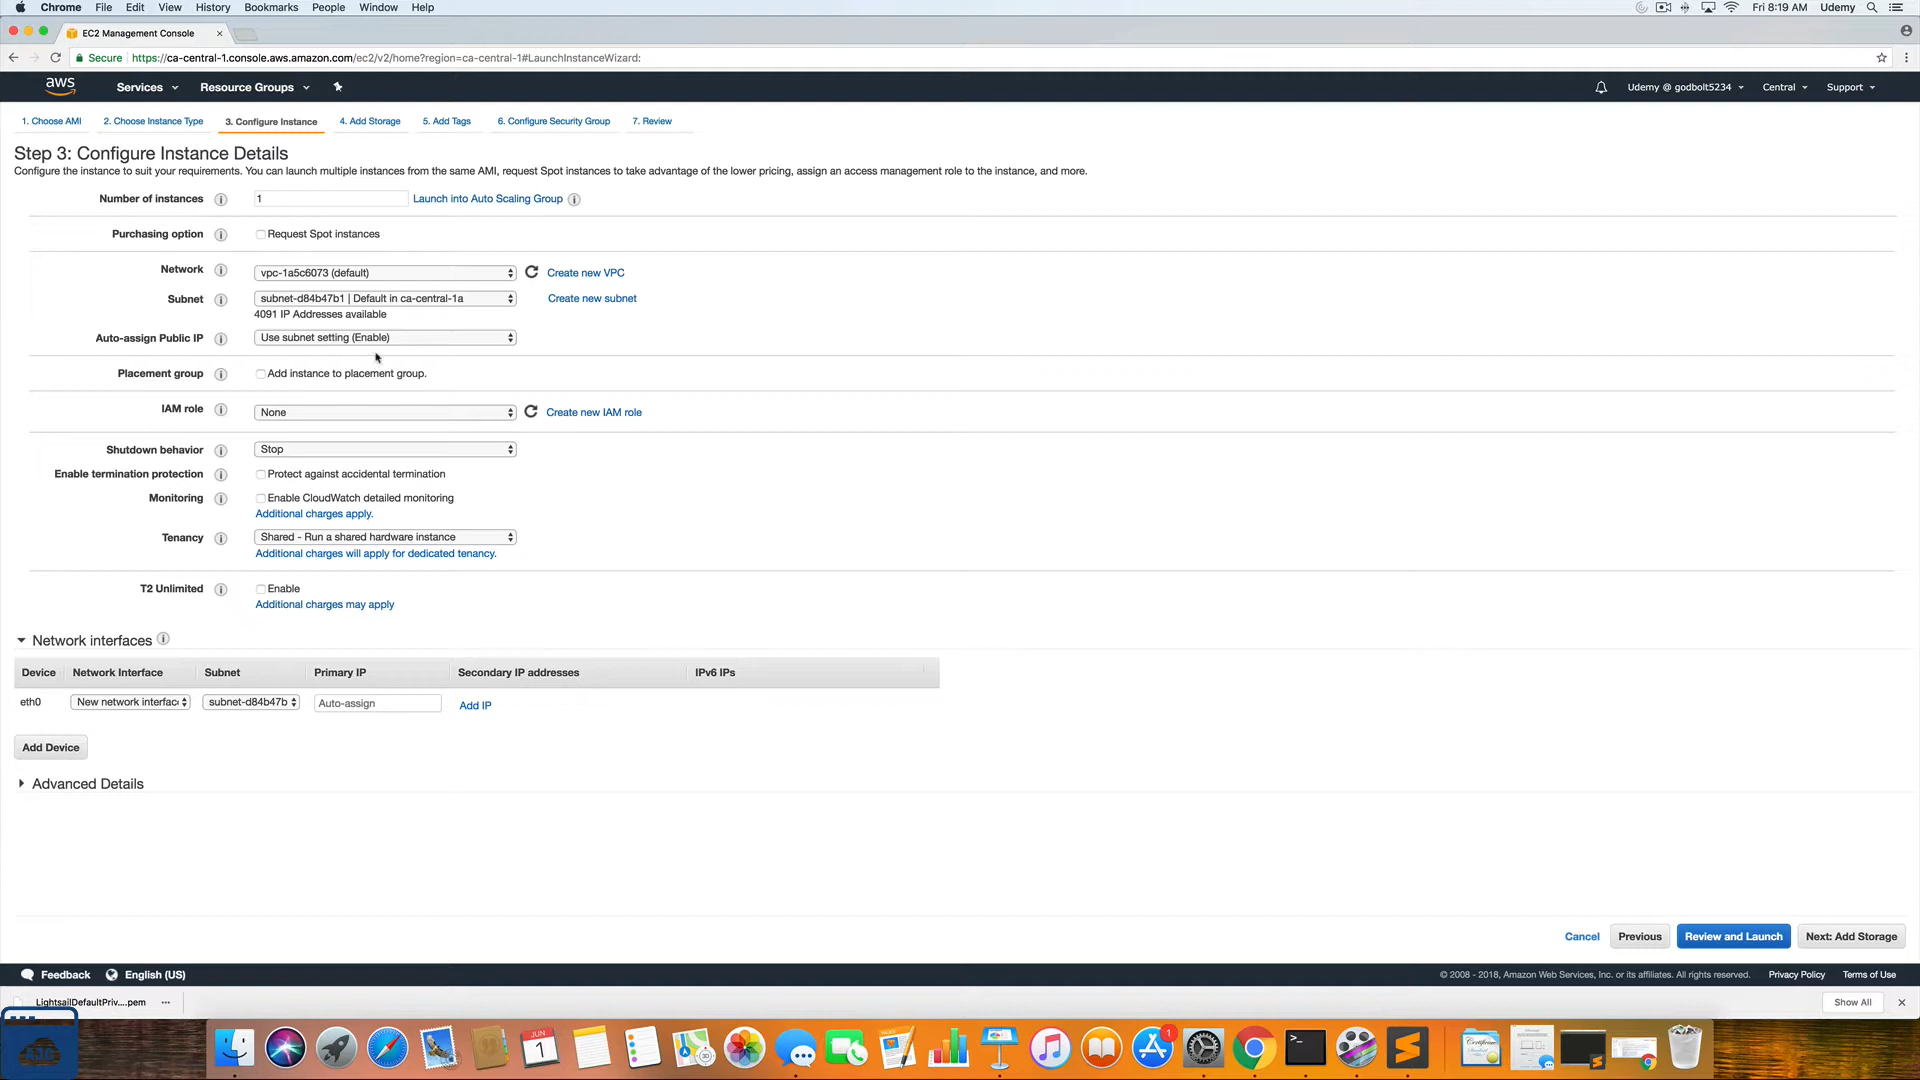 Chrome File Edit View History Bookmarks People Window Help Fri 8:19 AM Udemy
EC2 Management Console
Secure https://ca-central-1.console.aws.amazon.com/ec2/v2/home?region=ca-central-1#LaunchInstanceWizard:
aws Services Resource Groups Udemy @ godbolt5234 Central Support
1. Choose AMI 2. Choose Instance Type 3. Configure Instance 4. Add Storage 5. Add Tags 6. Configure Security Group 7. Review
Step 3: Configure Instance Details
Configure the instance to suit your requirements. You can launch multiple instances from the same AMI, request Spot instances to take advantage of the lower pricing, assign an access management role to the instance, and more.
Number of instances 1 Launch into Auto Scaling Group
Purchasing option Request Spot instances
Network vpc-1a5c6073 (default) Create new VPC
Subnet subnet-d84b47b1 | Default in ca-central-1a Create new subnet
4091 IP Addresses available
Auto-assign Public IP Use subnet setting (Enable)
Placement group Add instance to placement group.
IAM role None Create new IAM role
Shutdown behavior Stop
Enable termination protection Protect against accidental termination
Monitoring Enable CloudWatch detailed monitoring
Additional charges apply.
Tenancy Shared - Run a shared hardware instance
Additional charges will apply for dedicated tenancy.
T2 Unlimited Enable
Additional charges may apply
Network interfaces
Device Network Interface Subnet Primary IP Secondary IP addresses IPv6 IPs
eth0 New network interfac subnet-d84b47b Auto-assign Add IP
Add Device
Advanced Details
Cancel Previous Review and Launch Next: Add Storage
Feedback English (US) © 2008 - 2018, Amazon Web Services, Inc. or its affiliates. All rights reserved. Privacy Policy Terms of Use
LightsailDefaultPriv....pem Show All
JUN
1
1